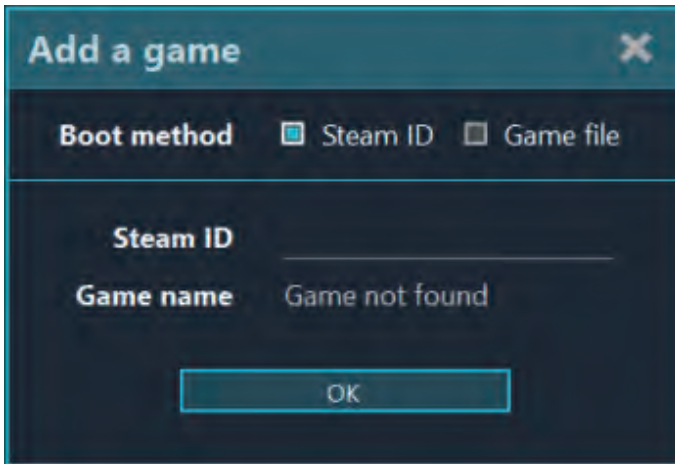 Add a game
Boot method Steam ID Game file
Steam ID
Game name Game not found
OK